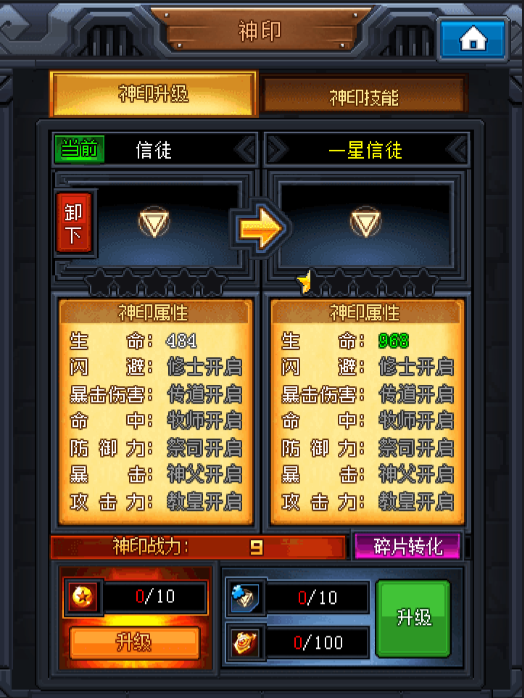 神印
神印升级 神印技能
当前 信徒 一星信徒
卸下
神印属性
生命：484
闪避：修士开启
暴击伤害：传道开启
命中：牧师开启
防御力：祭司开启
暴击：神父开启
攻击力：教皇开启
神印属性
生命：968
闪避：修士开启
暴击伤害：传道开启
命中：牧师开启
防御力：祭司开启
暴击：神父开启
攻击力：教皇开启
神印战力： 9 碎片转化
0/10
升级
0/10
0/100
升级